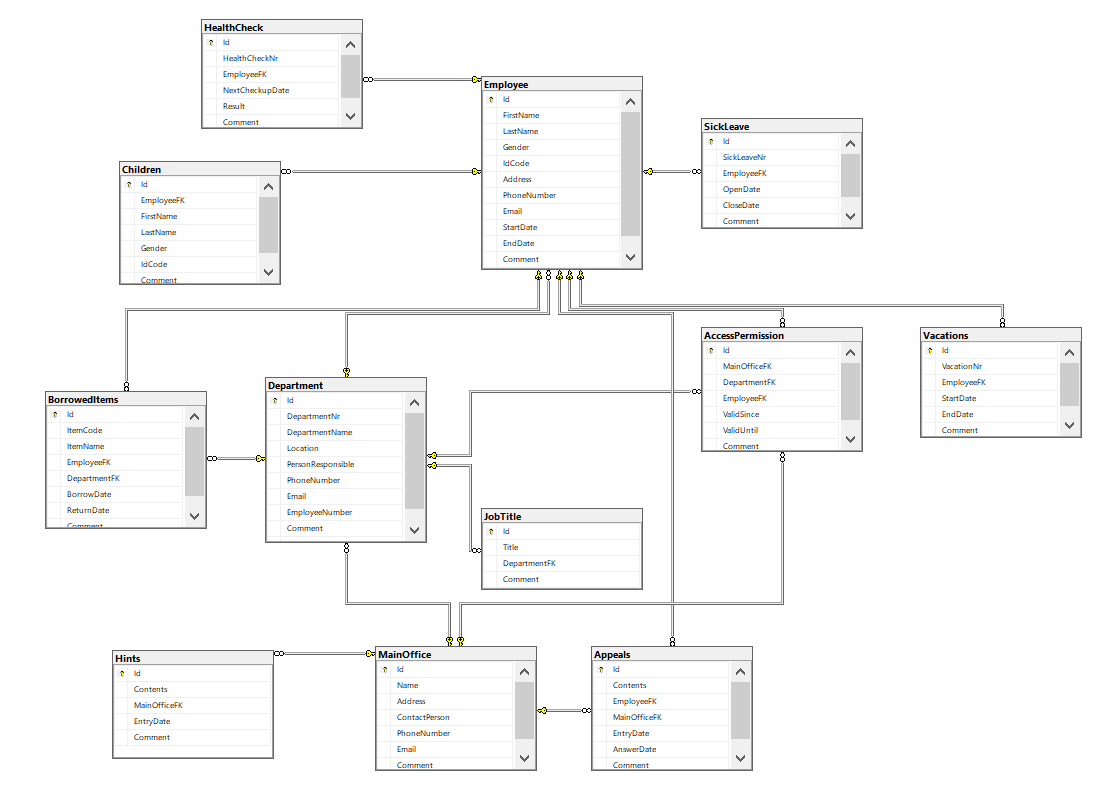 HealthCheck
Id
HealthCheckNr
EmployeeFK
NextCheckupDate
Result
Comment
Employee
Id
FirstName
LastName
Gender
IdCode
Address
PhoneNumber
Email
StartDate
EndDate
Comment
SickLeave
Id
SickLeaveNr
EmployeeFK
OpenDate
CloseDate
Comment
Children
Id
EmployeeFK
FirstName
LastName
Gender
IdCode
Comment
AccessPermission
Id
MainOfficeFK
DepartmentFK
EmployeeFK
ValidSince
ValidUntil
Comment
Vacations
Id
VacationNr
EmployeeFK
StartDate
EndDate
Comment
BorrowedItems
Id
ItemCode
ItemName
EmployeeFK
DepartmentFK
BorrowDate
ReturnDate
Comment
Department
Id
DepartmentNr
DepartmentName
Location
PersonResponsible
PhoneNumber
Email
EmployeeNumber
Comment
JobTitle
Id
Title
DepartmentFK
Comment
Hints
Id
Contents
MainOfficeFK
EntryDate
Comment
MainOffice
Id
Name
Address
ContactPerson
PhoneNumber
Email
Comment
Appeals
Id
Contents
EmployeeFK
MainOfficeFK
EntryDate
AnswerDate
Comment